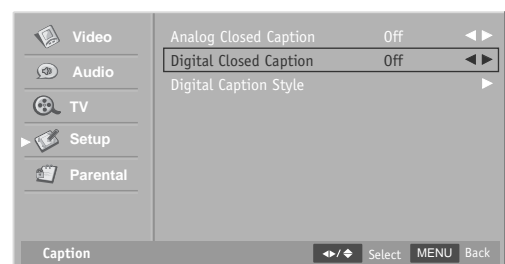 Video
Audio
TV
Setup
Parental
Analog Closed Caption Off
Digital Closed Caption Off
Digital Caption Style
Caption Select MENU Back